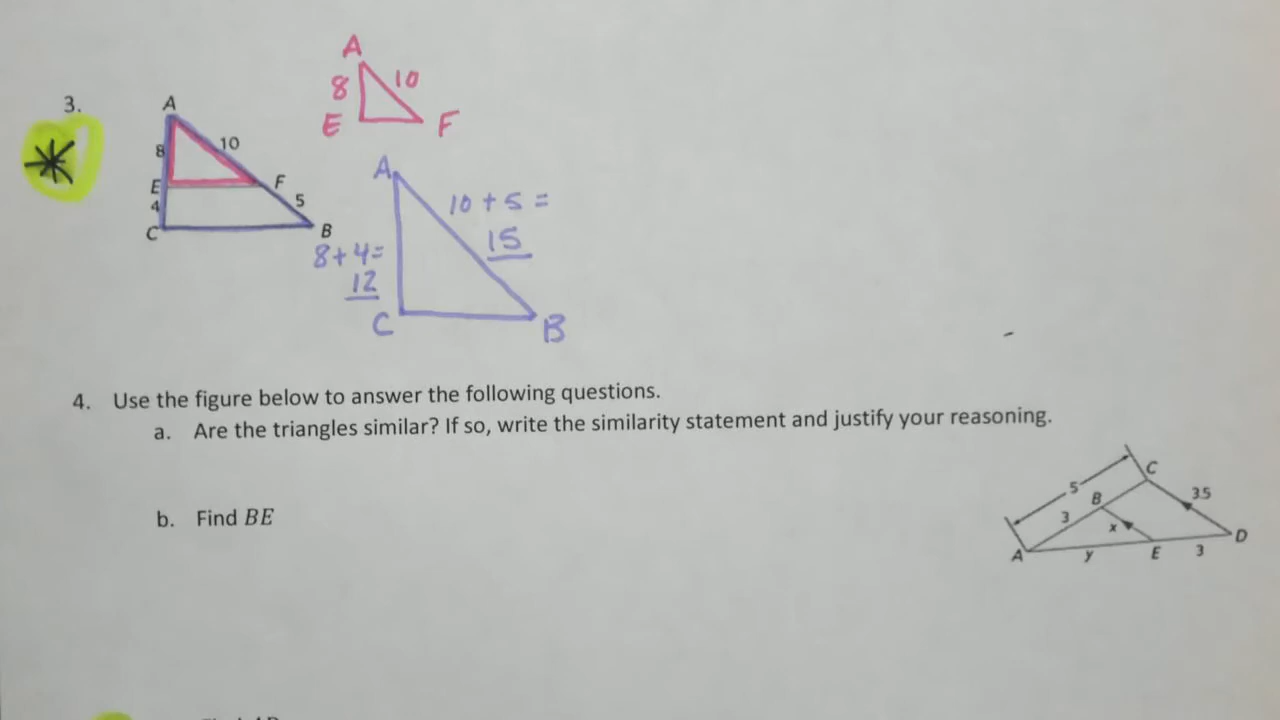 A
8 10
E F
3.
A
8 10
E F
4 5
C B
A
10 + 5 =
15
8 + 4 =
12
C B
4. Use the figure below to answer the following questions.
a. Are the triangles similar? If so, write the similarity statement and justify your reasoning.
b. Find BE
C
5 B 3.5
3
x D
A y E 3